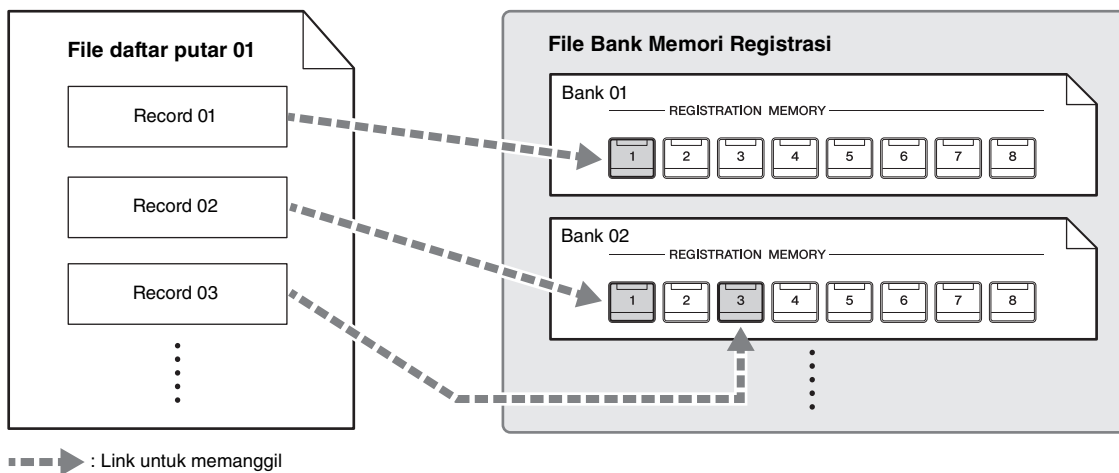 File daftar putar 01
Record 01
Record 02
Record 03
File Bank Memori Registrasi
Bank 01
REGISTRATION MEMORY
1 2 3 4 5 6 7 8
Bank 02
REGISTRATION MEMORY
1 2 3 4 5 6 7 8
: Link untuk memanggil